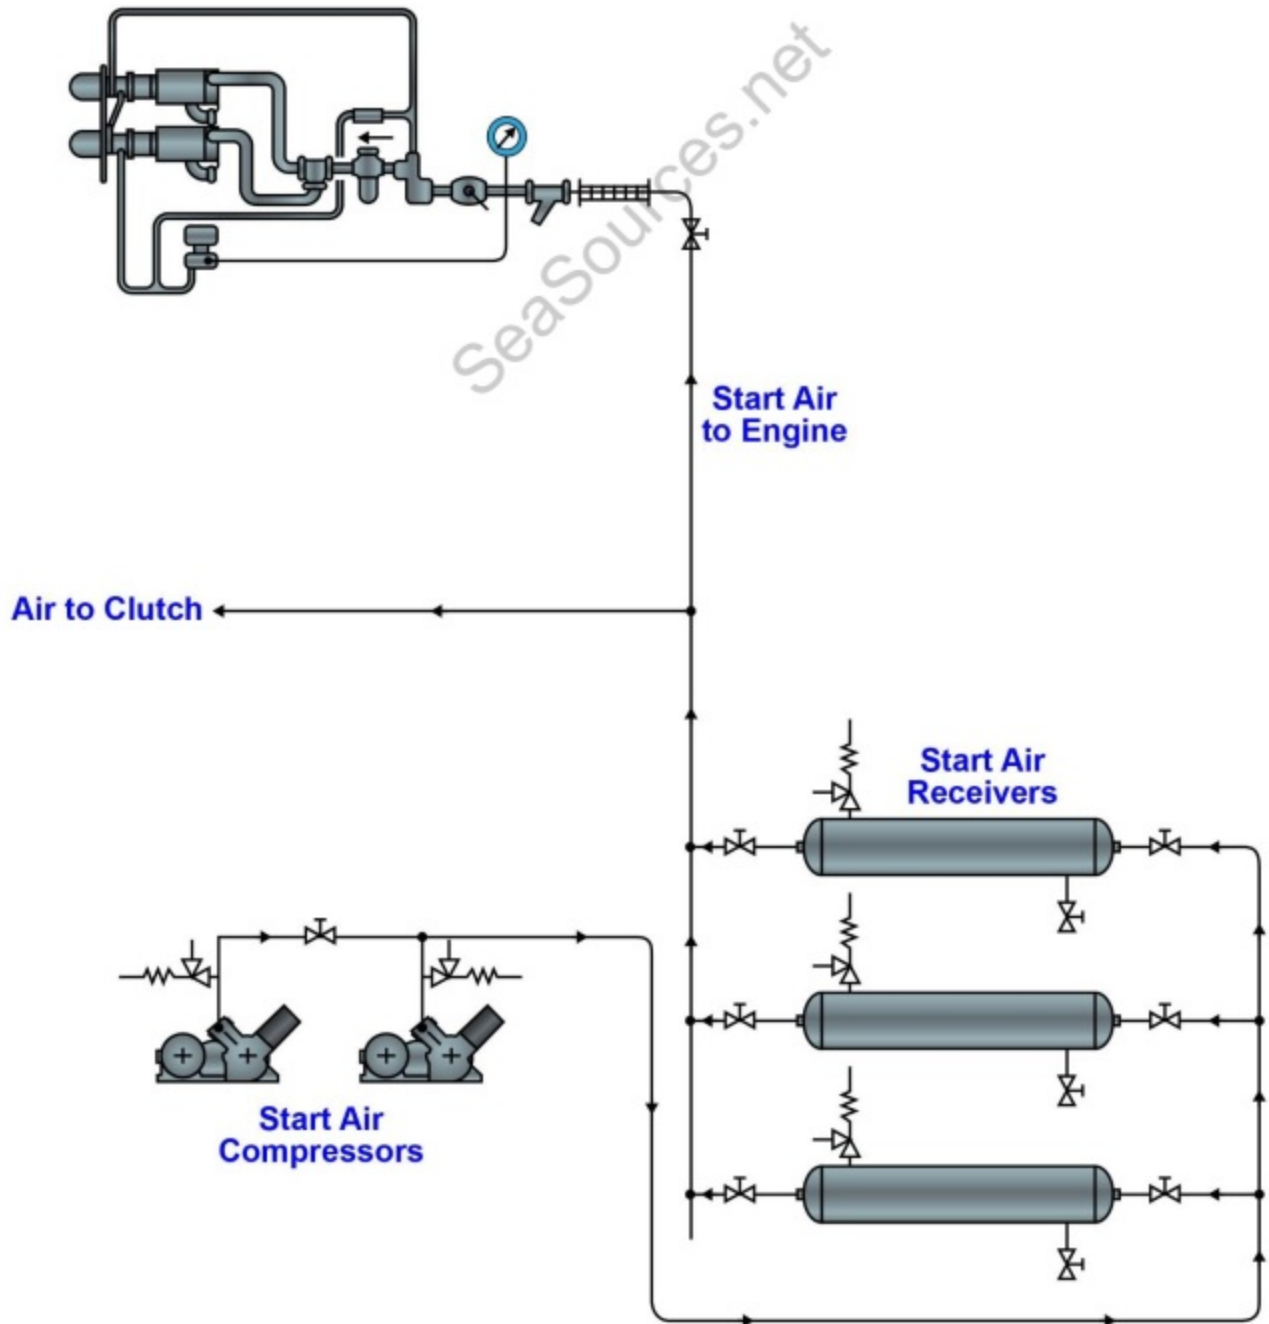 SeaSources.net
Start Air
to Engine
Air to Clutch
Start Air
Receivers
Start Air
Compressors